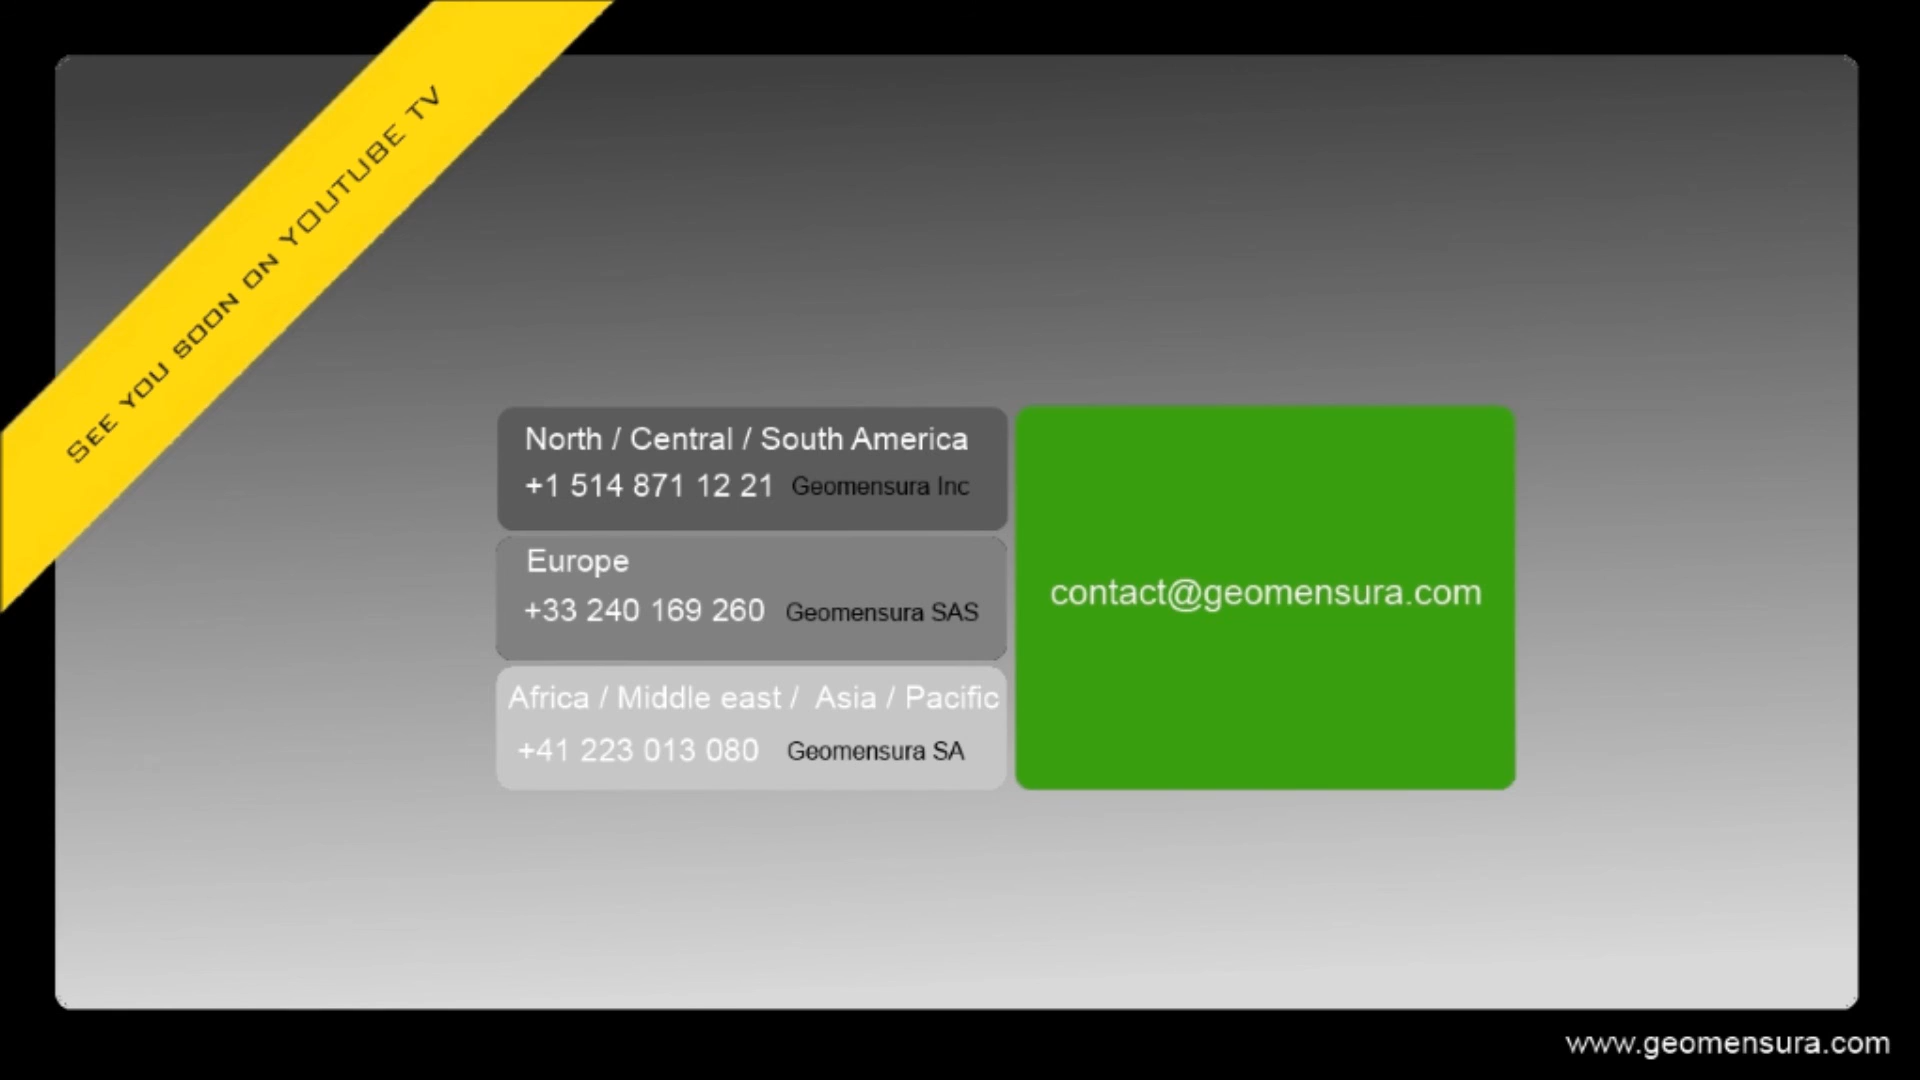 See you soon on YouTube TV
North / Central / South America
+1 514 871 12 21 Geomensura Inc
Europe
+33 240 169 260 Geomensura SAS
Africa / Middle east / Asia / Pacific
+41 223 013 080 Geomensura SA
contact@geomensura.com
www.geomensura.com